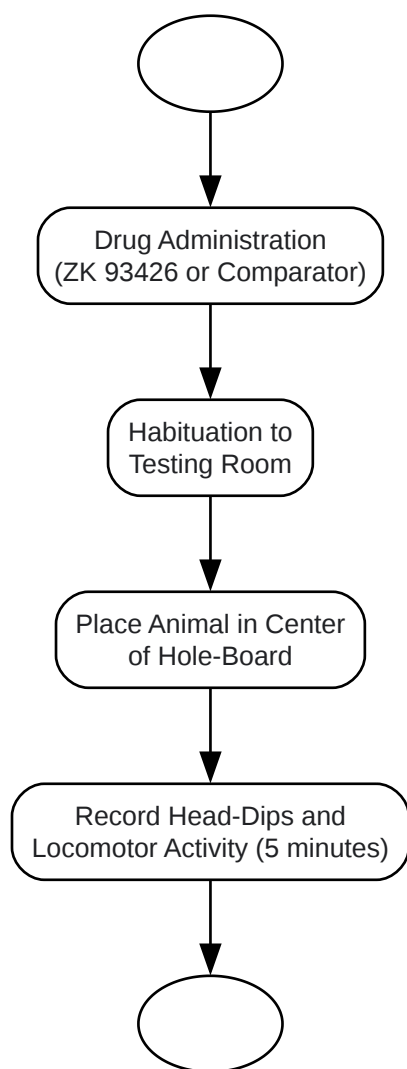 Drug Administration
(ZK 93426 or Comparator)
Habituation to
Testing Room
Place Animal in Center
of Hole-Board
Record Head-Dips and
Locomotor Activity (5 minutes)